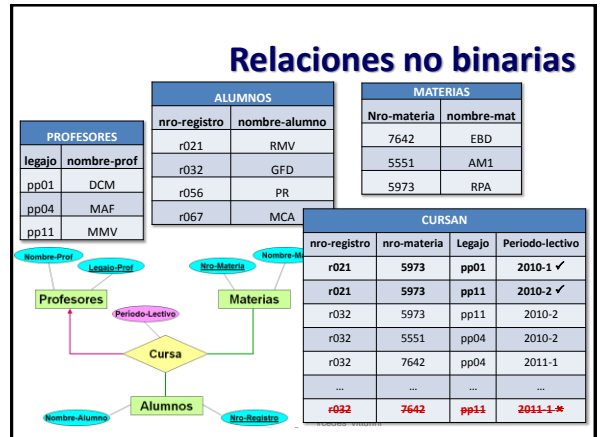 Relaciones no binarias
PROFESORES
legajo nombre-prof
pp01 DCM
pp04 MAF
pp11 MMV
ALUMNOS
nro-registro nombre-alumno
r021 RMV
r032 GFD
r056 PR
r067 MCA
MATERIAS
Nro-materia nombre-mat
7642 EBD
5551 AM1
5973 RPA
CURSAN
nro-registro nro-materia Legajo Periodo-lectivo
r021 5973 pp01 2010-1 ✓
r021 5973 pp11 2010-2 ✓
r032 5973 pp11 2010-2
r032 5551 pp04 2010-2
r032 7642 pp04 2011-1
... ... ... ...
r032 7642 pp11 2011-1 ×
Nombre-Prof
Legajo-Prof
Profesores
Nro-Materia
Materias
Periodo-Lectivo
Cursa
Alumnos
Nombre-Alumno
Nro-Registro